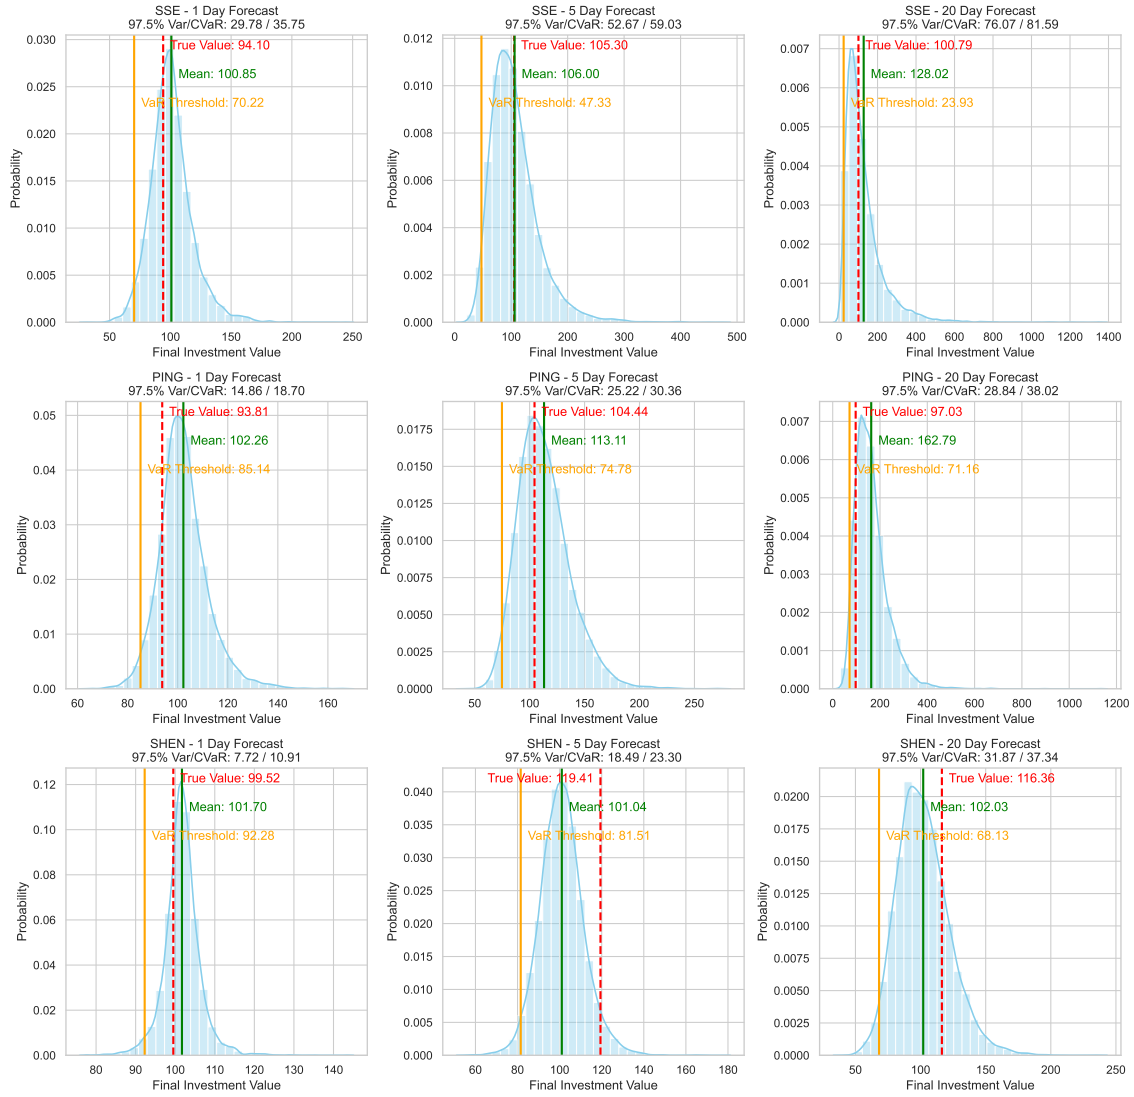 SSE - 1 Day Forecast
97.5% Var/CVaR: 29.78 / 35.75
True Value: 94.10
Mean: 100.85
VaR Threshold: 70.22
Probability
0.030
0.025
0.020
0.015
0.010
0.005
0.000
50 100 150 200 250
Final Investment Value
SSE - 5 Day Forecast
97.5% Var/CVaR: 52.67 / 59.03
True Value: 105.30
Mean: 106.00
VaR Threshold: 47.33
Probability
0.012
0.010
0.008
0.006
0.004
0.002
0.000
0 100 200 300 400 500
Final Investment Value
SSE - 20 Day Forecast
97.5% Var/CVaR: 76.07 / 81.59
True Value: 100.79
Mean: 128.02
VaR Threshold: 23.93
Probability
0.007
0.006
0.005
0.004
0.003
0.002
0.001
0.000
0 200 400 600 800 1000 1200 1400
Final Investment Value
PING - 1 Day Forecast
97.5% Var/CVaR: 14.86 / 18.70
True Value: 93.81
Mean: 102.26
VaR Threshold: 85.14
Probability
0.05
0.04
0.03
0.02
0.01
0.00
60 80 100 120 140 160
Final Investment Value
PING - 5 Day Forecast
97.5% Var/CVaR: 25.22 / 30.36
True Value: 104.44
Mean: 113.11
VaR Threshold: 74.78
Probability
0.0175
0.0150
0.0125
0.0100
0.0075
0.0050
0.0025
0.0000
50 100 150 200 250
Final Investment Value
PING - 20 Day Forecast
97.5% Var/CVaR: 28.84 / 38.02
True Value: 97.03
Mean: 162.79
VaR Threshold: 71.16
Probability
0.007
0.006
0.005
0.004
0.003
0.002
0.001
0.000
0 200 400 600 800 1000 1200
Final Investment Value
SHEN - 1 Day Forecast
97.5% Var/CVaR: 7.72 / 10.91
True Value: 99.52
Mean: 101.70
VaR Threshold: 92.28
Probability
0.12
0.10
0.08
0.06
0.04
0.02
0.00
80 90 100 110 120 130 140
Final Investment Value
SHEN - 5 Day Forecast
97.5% Var/CVaR: 18.49 / 23.30
True Value: 119.41
Mean: 101.04
VaR Threshold: 81.51
Probability
0.040
0.035
0.030
0.025
0.020
0.015
0.010
0.005
0.000
60 80 100 120 140 160 180
Final Investment Value
SHEN - 20 Day Forecast
97.5% Var/CVaR: 31.87 / 37.34
True Value: 116.36
Mean: 102.03
VaR Threshold: 68.13
Probability
0.0200
0.0175
0.0150
0.0125
0.0100
0.0075
0.0050
0.0025
0.0000
50 100 150 200 250
Final Investment Value